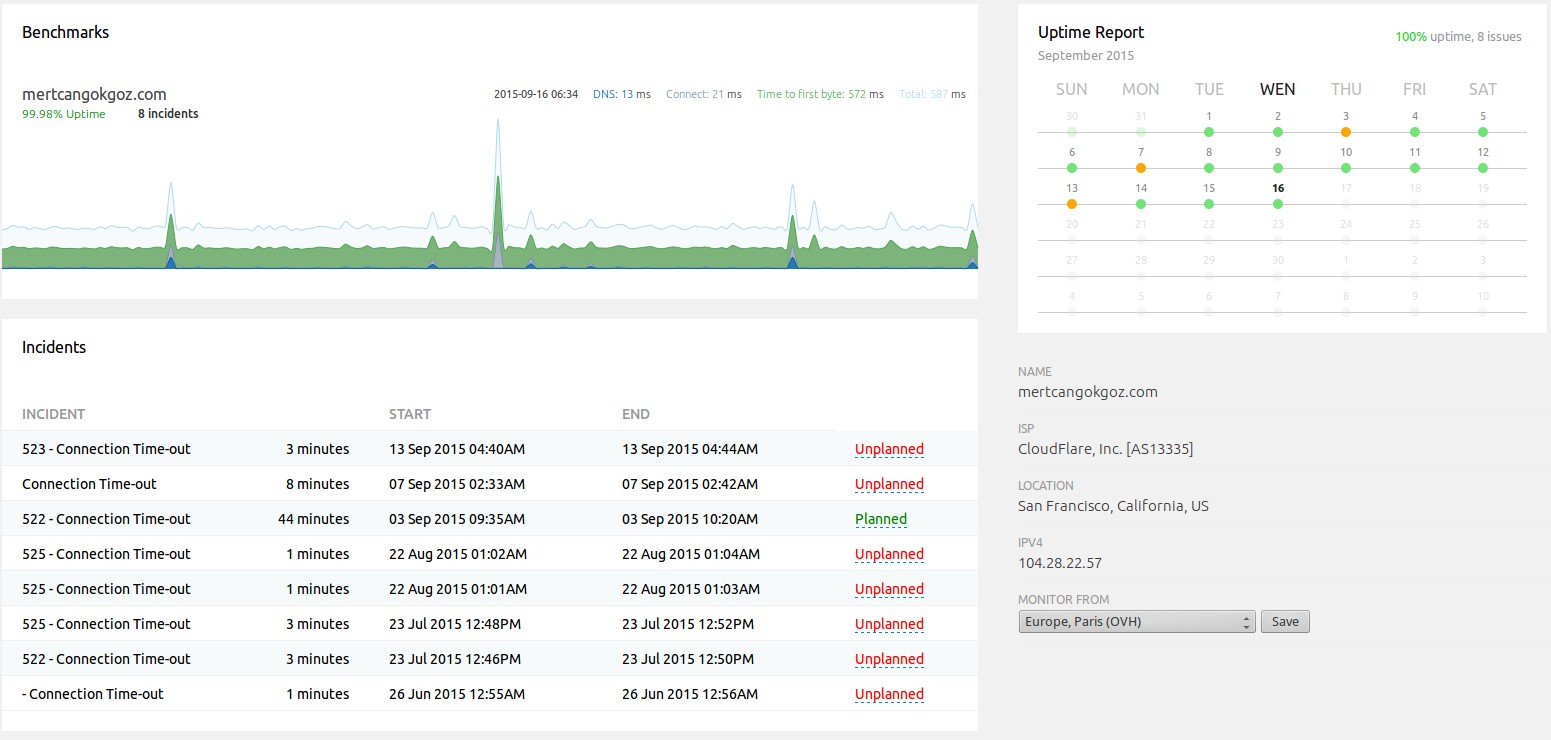 Benchmarks
mertcangokgoz.com
99.98% Uptime 8 incidents
2015-09-16 06:34 DNS: 13 ms Connect: 21 ms Time to first byte: 572 ms Total: 587 ms
Incidents
INCIDENT START END
523 - Connection Time-out 3 minutes 13 Sep 2015 04:40AM 13 Sep 2015 04:44AM Unplanned
Connection Time-out 8 minutes 07 Sep 2015 02:33AM 07 Sep 2015 02:42AM Unplanned
522 - Connection Time-out 44 minutes 03 Sep 2015 09:35AM 03 Sep 2015 10:20AM Planned
525 - Connection Time-out 1 minutes 22 Aug 2015 01:02AM 22 Aug 2015 01:04AM Unplanned
525 - Connection Time-out 1 minutes 22 Aug 2015 01:01AM 22 Aug 2015 01:03AM Unplanned
525 - Connection Time-out 3 minutes 23 Jul 2015 12:48PM 23 Jul 2015 12:52PM Unplanned
522 - Connection Time-out 3 minutes 23 Jul 2015 12:46PM 23 Jul 2015 12:50PM Unplanned
- Connection Time-out 1 minutes 26 Jun 2015 12:55AM 26 Jun 2015 12:56AM Unplanned
Uptime Report
100% uptime, 8 issues
September 2015
SUN MON TUE WEN THU FRI SAT
30 31 1 2 3 4 5
6 7 8 9 10 11 12
13 14 15 16 17 18 19
20 21 22 23 24 25 26
27 28 29 30 1 2 3
4 5 6 7 8 9 10
NAME
mertcangokgoz.com
ISP
CloudFlare, Inc. [AS13335]
LOCATION
San Francisco, California, US
IPV4
104.28.22.57
MONITOR FROM
Europe, Paris (OVH) Save